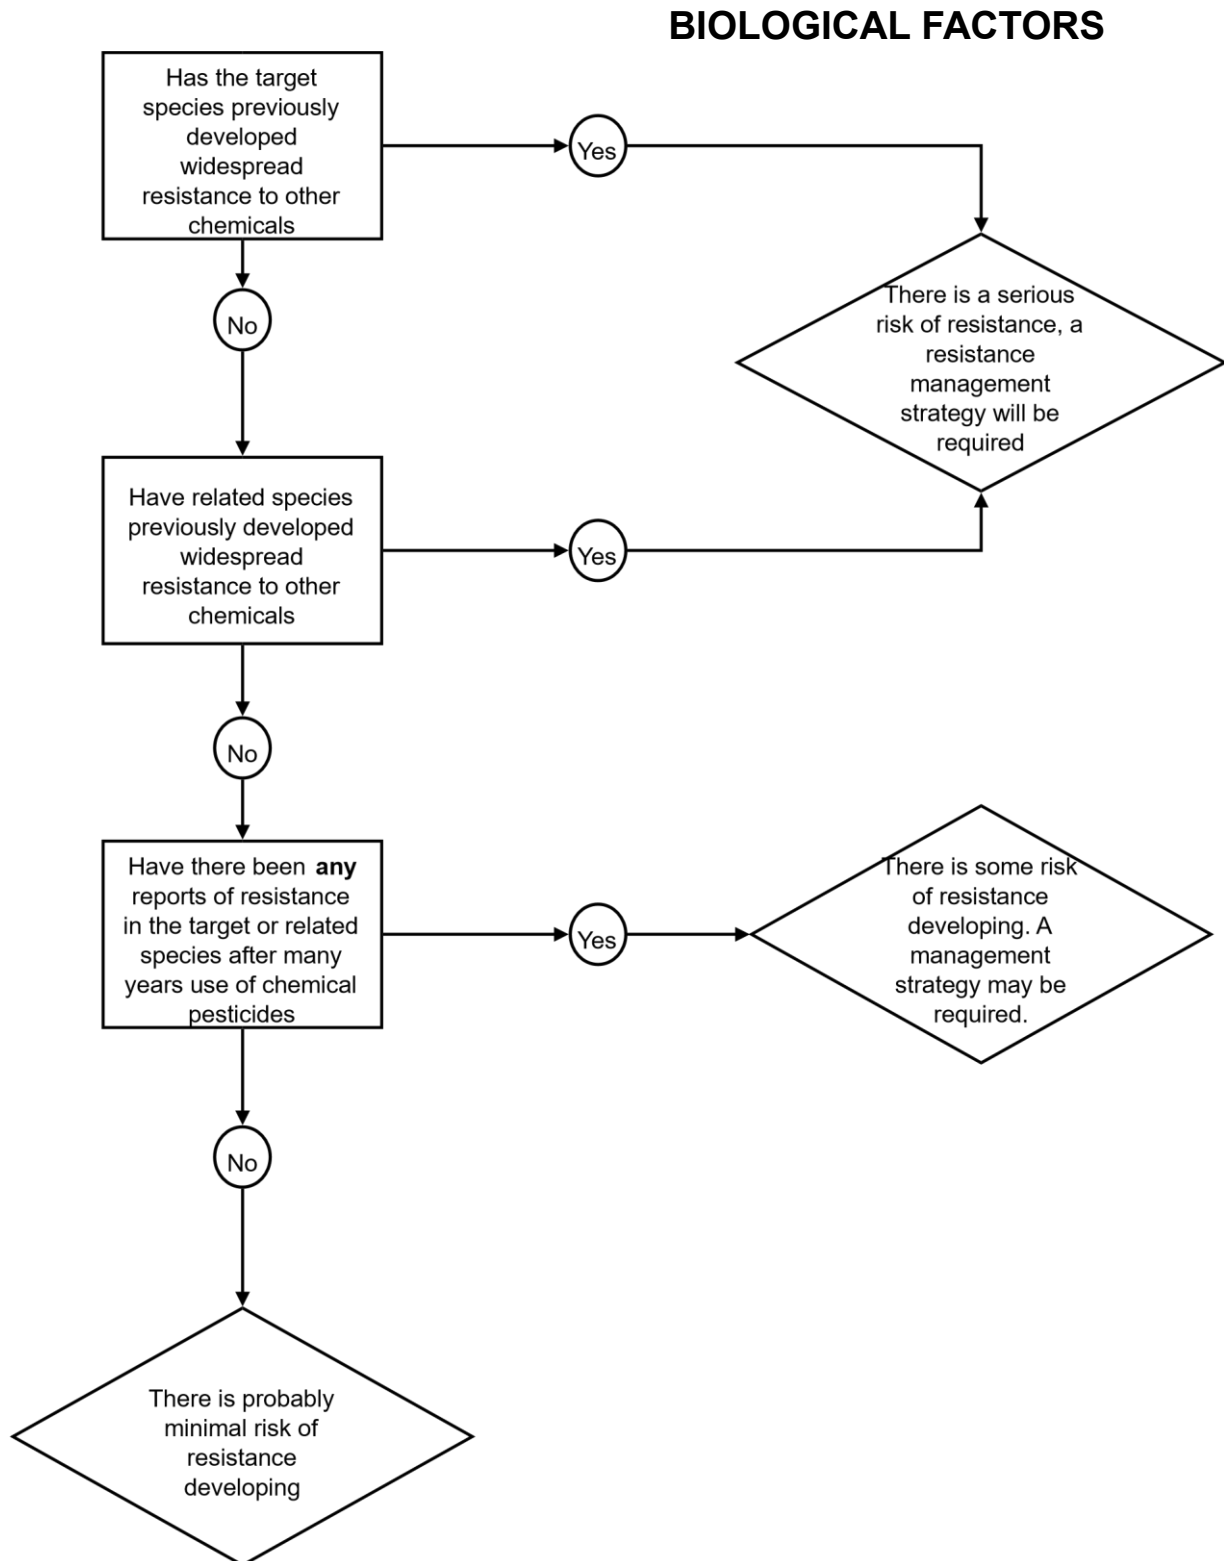 BIOLOGICAL FACTORS
Has the target
species previously
developed
widespread
resistance to other
chemicals
Yes
There is a serious
risk of resistance, a
resistance
management
strategy will be
required
No
Have related species
previously developed
widespread
resistance to other
chemicals
Yes
No
Have there been any
reports of resistance
in the target or related
species after many
years use of chemical
pesticides
Yes
There is some risk
of resistance
developing. A
management
strategy may be
required.
No
There is probably
minimal risk of
resistance
developing